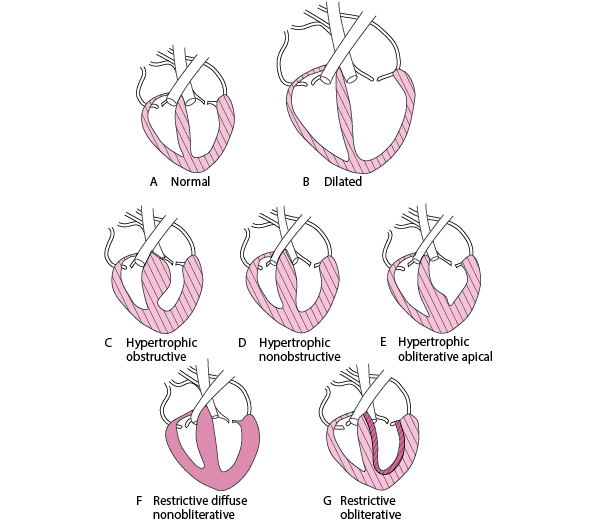 A Normal
B Dilated
C Hypertrophic
obstructive
D Hypertrophic
nonobstructive
E Hypertrophic
obliterative apical
F Restrictive diffuse
nonobliterative
G Restrictive
obliterative